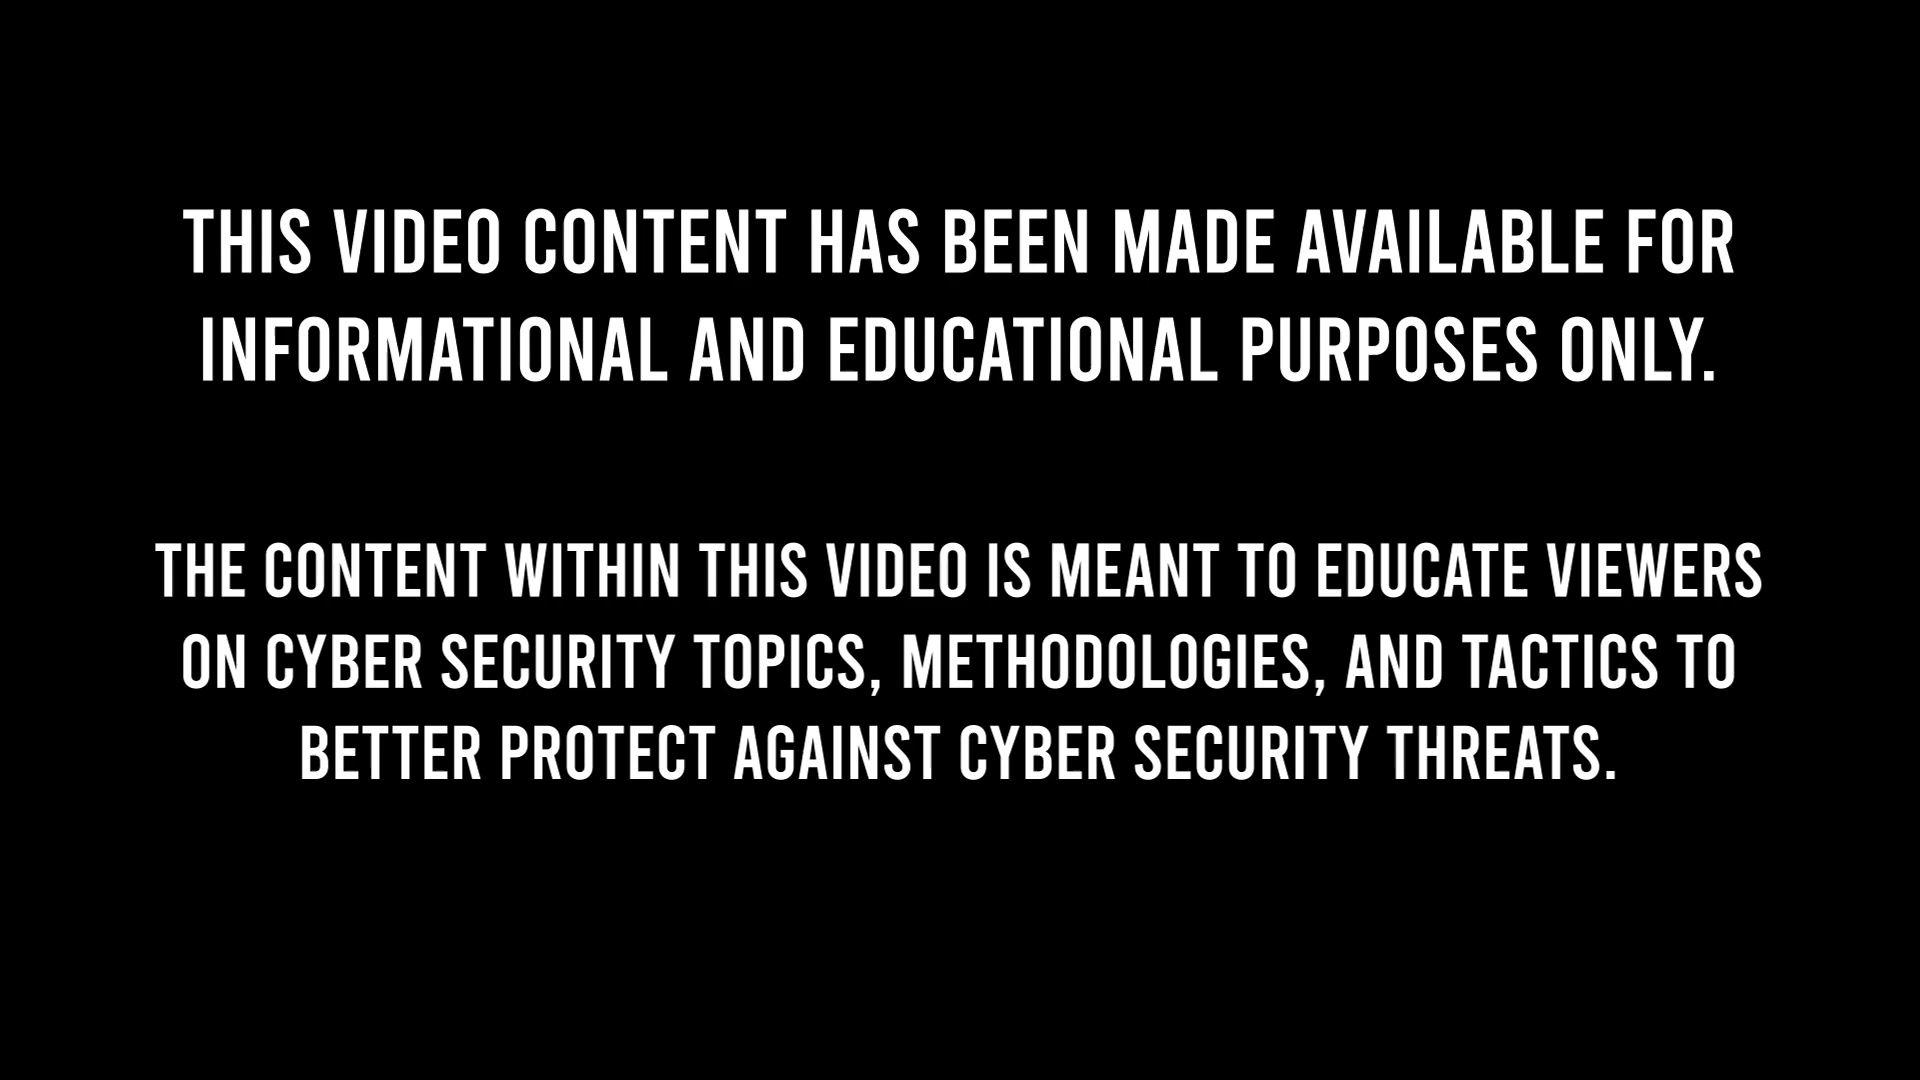 THIS VIDEO CONTENT HAS BEEN MADE AVAILABLE FOR
INFORMATIONAL AND EDUCATIONAL PURPOSES ONLY.
THE CONTENT WITHIN THIS VIDEO IS MEANT TO EDUCATE VIEWERS
ON CYBER SECURITY TOPICS, METHODOLOGIES, AND TACTICS TO
BETTER PROTECT AGAINST CYBER SECURITY THREATS.